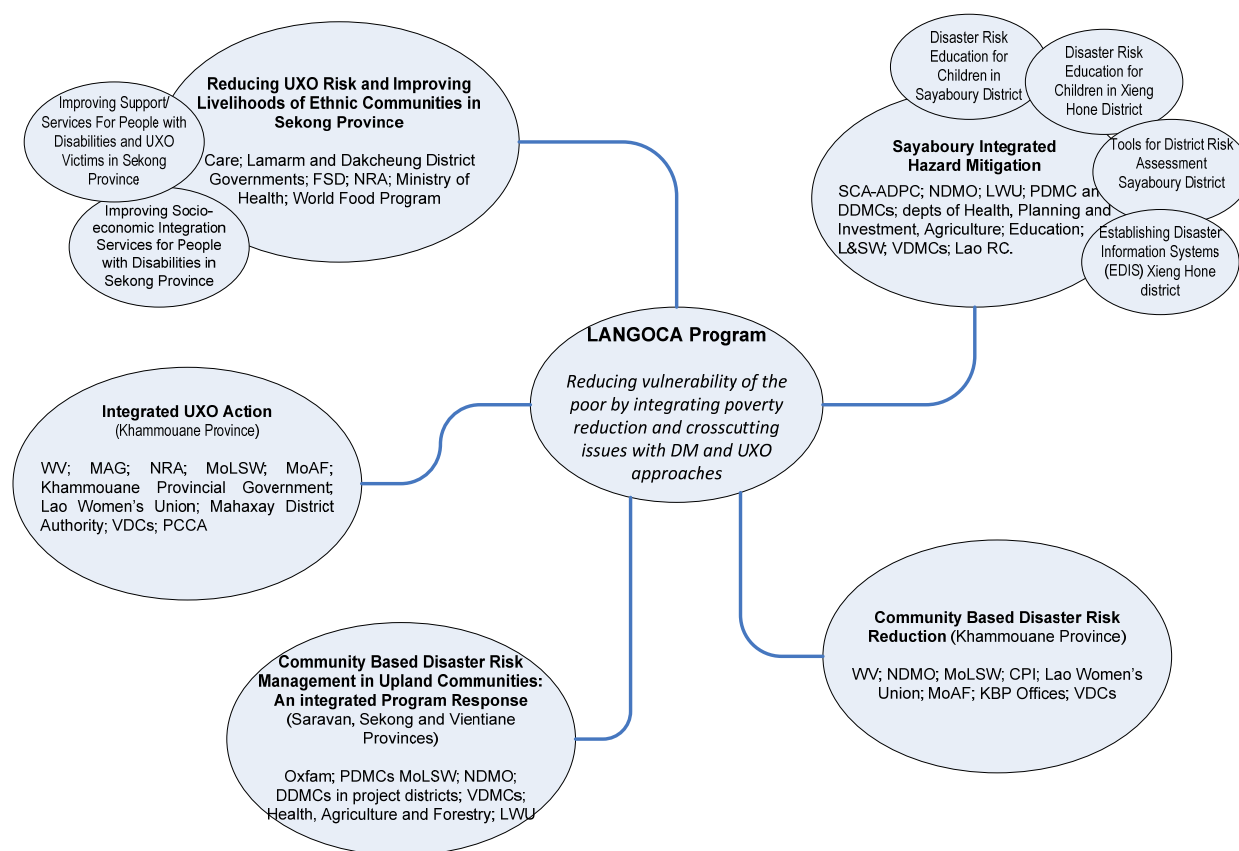 Reducing UXO Risk and Improving
Livelihoods of Ethnic Communities in
Sekong Province
Care; Lamarm and Dakcheung District
Governments; FSD; NRA; Ministry of
Health; World Food Program
Improving Support/
Services For People with
Disabilities and UXO
Victims in Sekong
Province
Improving Socio-
economic Integration
Services for People
with Disabilities in
Sekong Province
Disaster Risk
Education for
Children in
Sayaboury District
Disaster Risk
Education for
Children in Xieng
Hone District
Tools for District Risk
Assessment
Sayaboury District
Establishing Disaster
Information Systems
(EDIS) Xieng Hone
district
Sayaboury Integrated
Hazard Mitigation
SCA-ADPC; NDMO; LWU; PDMC an
DDMCs; depts of Health, Planning and
Investment, Agriculture; Education;
L&SW; VDMCs; Lao RC.
LANGOCA Program
Reducing vulnerability of the
poor by integrating poverty
reduction and crosscutting
issues with DM and UXO
approaches
Integrated UXO Action
(Khammouane Province)
WV; MAG; NRA; MoLSW; MoAF;
Khammouane Provincial Government;
Lao Women's Union; Mahaxay District
Authority; VDCs; PCCA
Community Based Disaster Risk
Management in Upland Communities:
An integrated Program Response
(Saravan, Sekong and Vientiane
Provinces)
Oxfam; PDMCs MoLSW; NDMO;
DDMCs in project districts; VDMCs;
Health, Agriculture and Forestry; LWU
Community Based Disaster Risk
Reduction (Khammouane Province)
WV; NDMO; MoLSW; CPI; Lao Women's
Union; MoAF; KBP Offices; VDCs